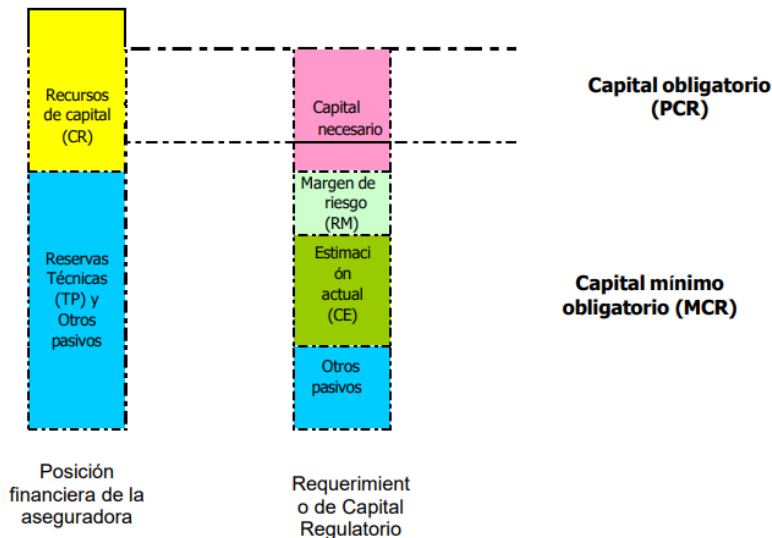 Recursos
de capital
(CR)
Reservas
Técnicas
(TP) y
Otros
pasivos
Posición
financiera de la
aseguradora
Capital
necesario
Margen de
riesgo
(RM)
Estimaci
ón
actual
(CE)
Otros
pasivos
Requerimient
o de Capital
Regulatorio
Capital obligatorio
(PCR)
Capital mínimo
obligatorio (MCR)